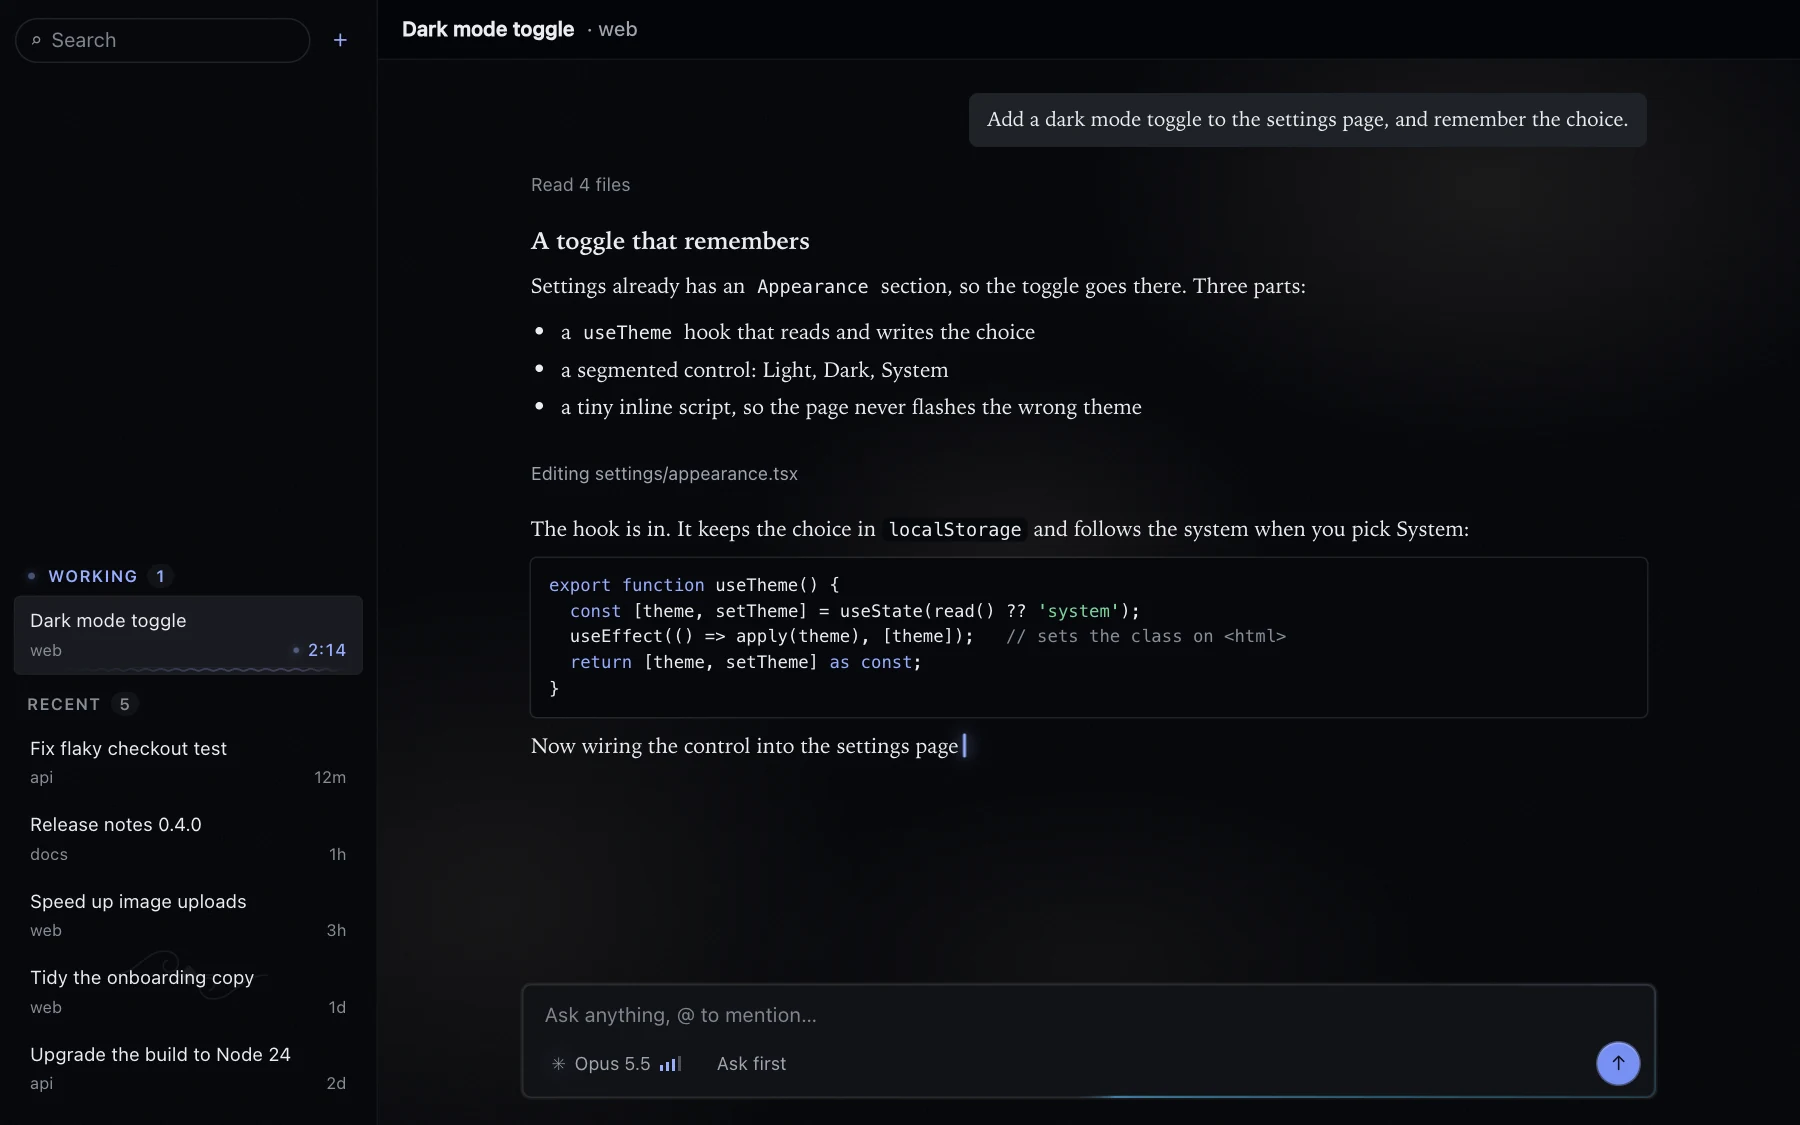 Search
+
WORKING 1
Dark mode toggle
web
2:14
RECENT 5
Fix flaky checkout test
api
12m
Release notes 0.4.0
docs
1h
Speed up image uploads
web
3h
Tidy the onboarding copy
web
1d
Upgrade the build to Node 24
api
2d
Dark mode toggle · web
Add a dark mode toggle to the settings page, and remember the choice.
Read 4 files
A toggle that remembers
Settings already has an Appearance section, so the toggle goes there. Three parts:
• a useTheme hook that reads and writes the choice
• a segmented control: Light, Dark, System
• a tiny inline script, so the page never flashes the wrong theme
Editing settings/appearance.tsx
The hook is in. It keeps the choice in localStorage and follows the system when you pick System:
export function useTheme() {
  const [theme, setTheme] = useState(read() ?? 'system');
  useEffect(() => apply(theme), [theme]);   // sets the class on <html>
  return [theme, setTheme] as const;
}
Now wiring the control into the settings page
Ask anything, @ to mention...
Opus 5.5
Ask first